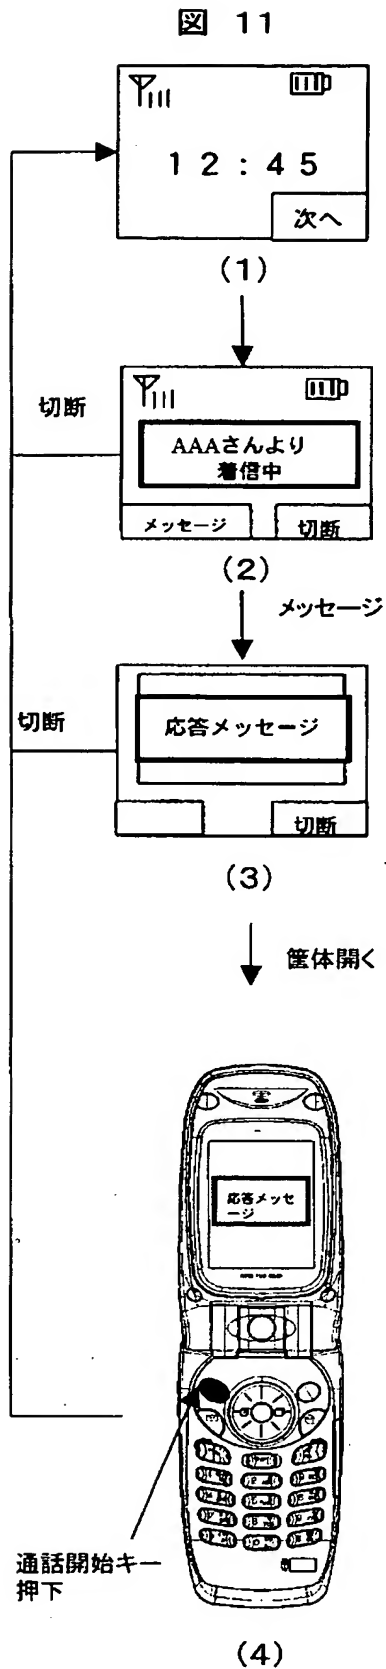 図 11
12:45
次へ
(1)
切断
AAAさんより
着信中
メッセージ
切断
(2)
メッセージ
切断
応答メッセージ
切断
(3)
筐体開く
応答メッセ
ージ
通話開始キー
押下
(4)